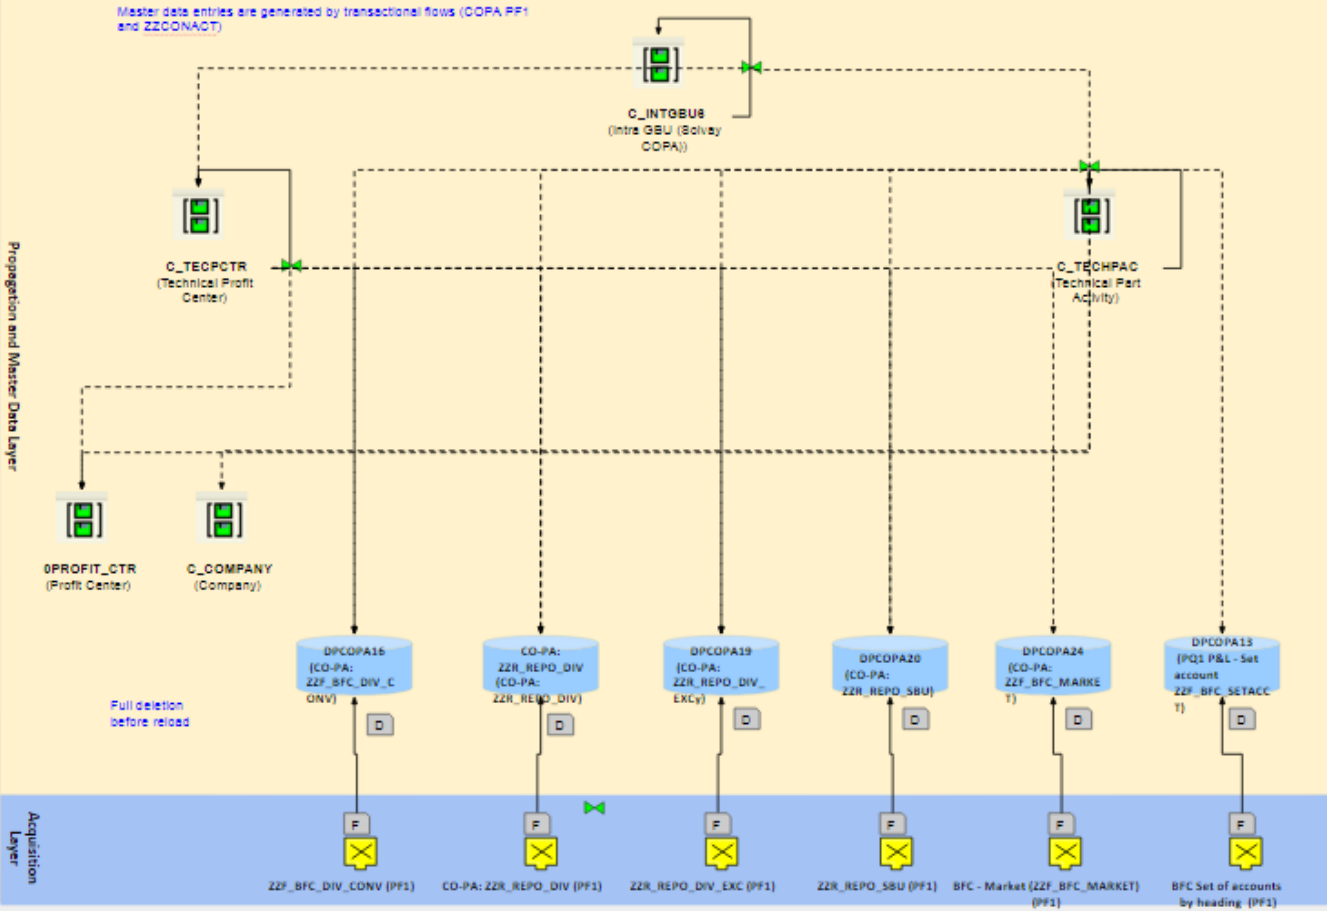 Master data entries are generated by transactional flows (COPA PF1
and ZZCONACT)
C_INTGBU6
(Intra GBU (Solvay
COPA))
C_TECPCTR
(Technical Profit
Center)
C_TECHPAC
(Technical Part
Activity)
Propagation and Master Data Layer
0PROFIT_CTR
(Profit Center)
C_COMPANY
(Company)
DPCOPA16
(CO-PA:
ZZF_BFC_DIV_C
ONV)
CO-PA:
ZZR_REPO_DIV
(CO-PA:
ZZR_REPO_DIV)
DPCOPA19
(CO-PA:
ZZR_REPO_DIV_
EXCy)
DPCOPA20
(CO-PA:
ZZR_REPO_SBU)
DPCOPA24
(CO-PA:
ZZF_BFC_MARKE
T)
DPCOPA13
(PQ1 P&L - Set
account
ZZF_BFC_SETACC
T)
Full deletion
before reload
D
D
D
D
D
D
Acquisition
Layer
F
F
F
F
F
F
ZZF_BFC_DIV_CONV (PF1)
CO-PA: ZZR_REPO_DIV (PF1)
ZZR_REPO_DIV_EXC (PF1)
ZZR_REPO_SBU (PF1)
BFC - Market (ZZF_BFC_MARKET)
(PF1)
BFC Set of accounts
by heading (PF1)